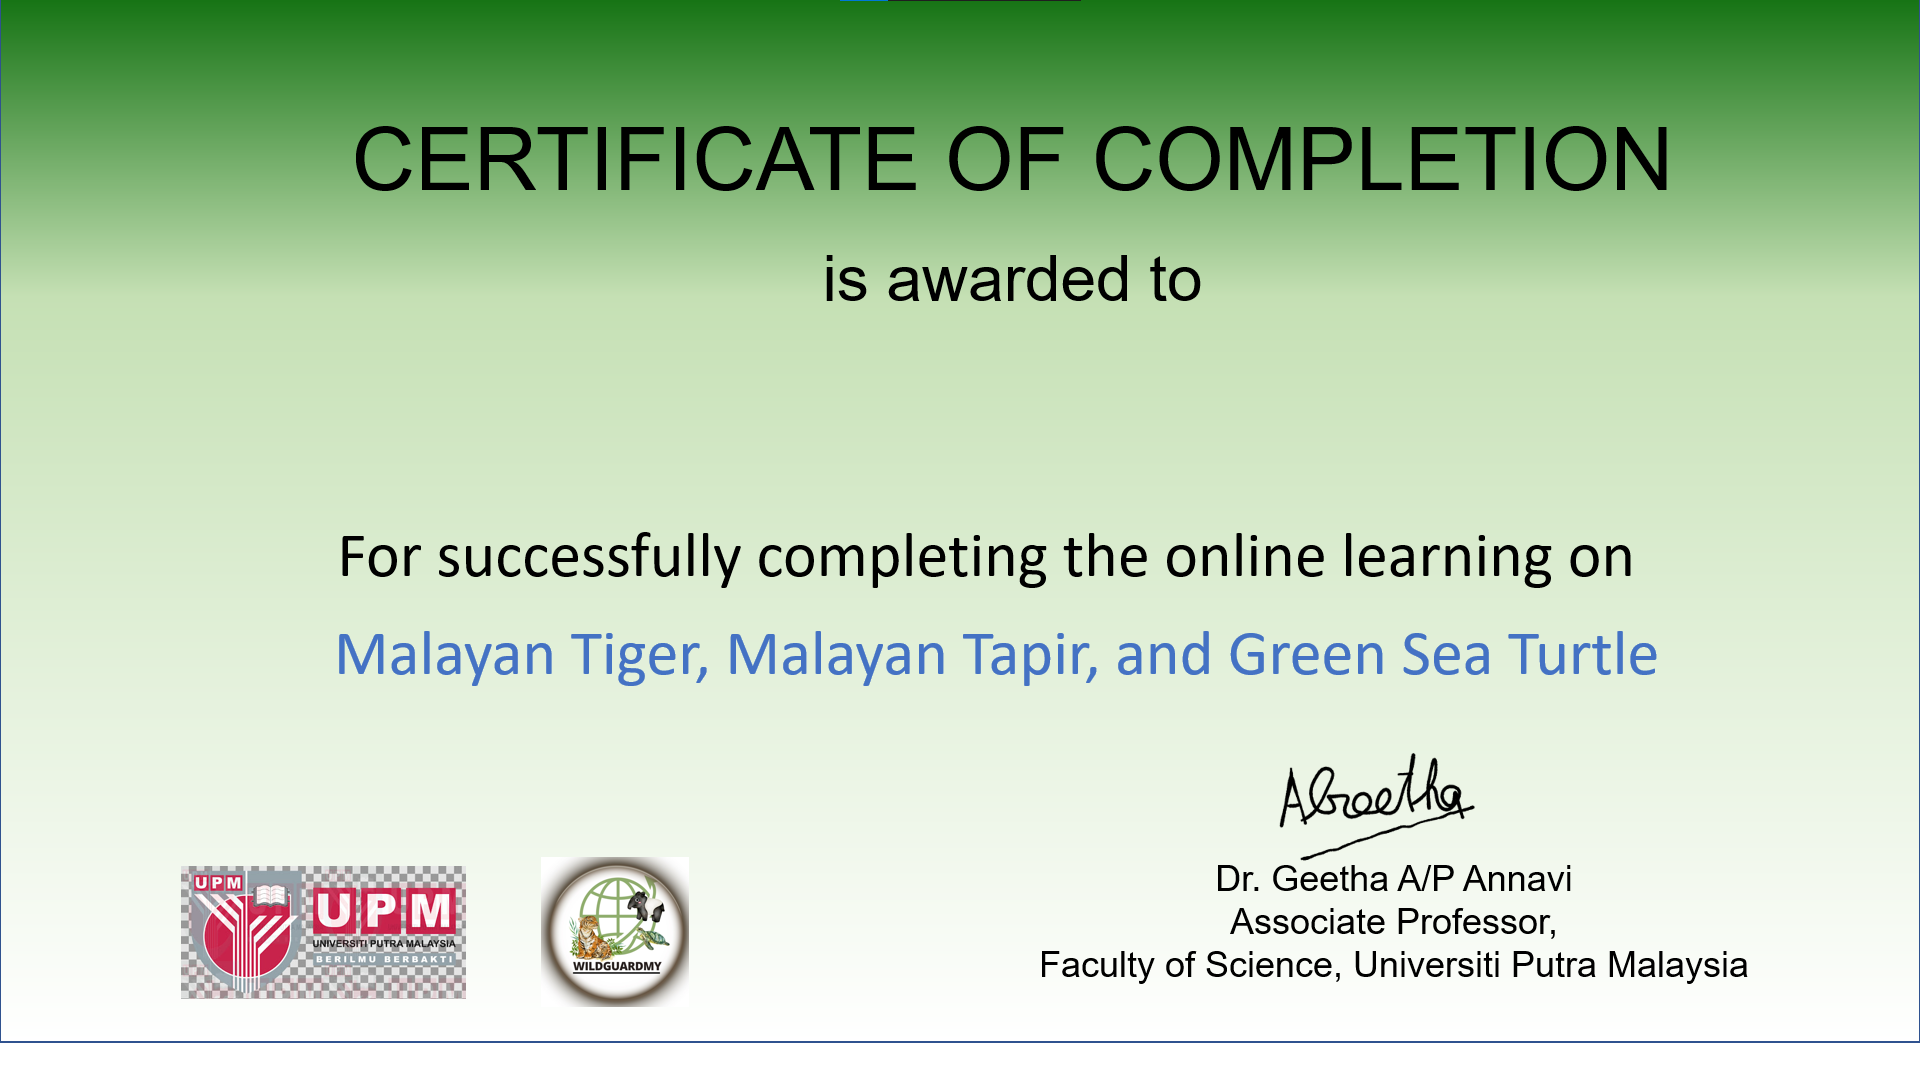 CERTIFICATE OF COMPLETION
is awarded to
For successfully completing the online learning on
Malayan Tiger, Malayan Tapir, and Green Sea Turtle
AGeetha
Dr. Geetha A/P Annavi
Associate Professor,
Faculty of Science, Universiti Putra Malaysia
UPM
UPM
UNIVERSITI PUTRA MALAYSIA
BERILMU BERBAKTI
WILDGUARDMY